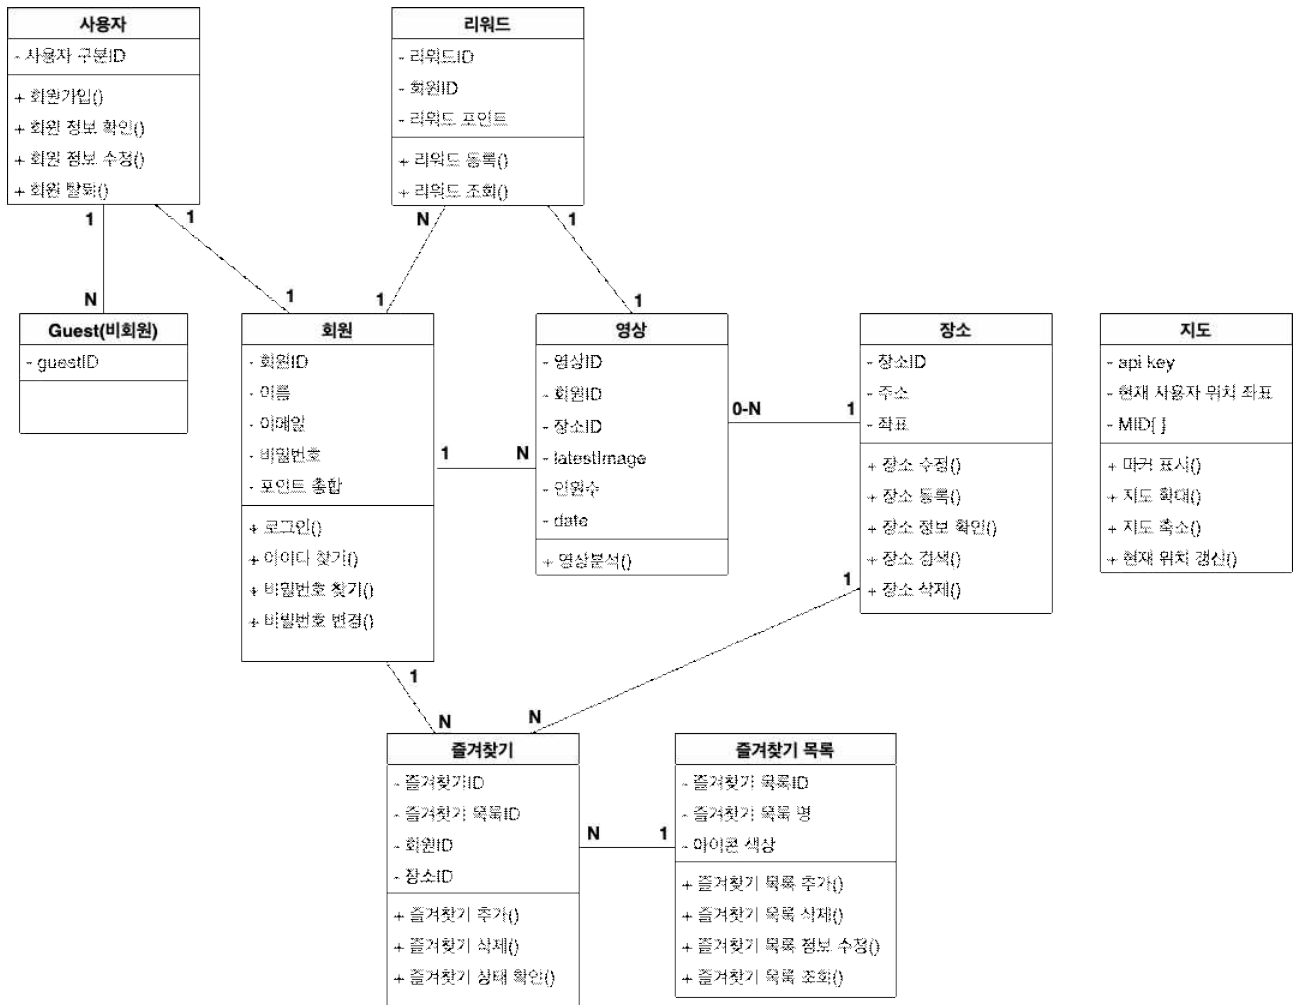 사용자
- 사용자 구분ID
+ 회원가입()
+ 회원 정보 확인()
+ 회원 정보 수정()
+ 회원 탈퇴()
리워드
- 리워드ID
- 회원ID
- 리워드 포인트
+ 리워드 등록()
+ 리워드 조회()
1
1
N
1
N
1
1
1
Guest(비회원)
- guestID
회원
- 회원ID
- 이름
- 이메일
- 비밀번호
- 포인트 총합
+ 로그인()
+ 아이디 찾기()
+ 비밀번호 찾기()
+ 비밀번호 변경()
1
N
영상
- 영상ID
- 회원ID
- 장소ID
- latestImage
- 인원수
- date
+ 영상분석()
0-N
1
장소
- 장소ID
- 주소
- 좌표
+ 장소 수정()
+ 장소 등록()
+ 장소 정보 확인()
+ 장소 검색()
+ 장소 삭제()
지도
- api key
- 현재 사용자 위치 좌표
- MID[ ]
+ 마커 표시()
+ 지도 확대()
+ 지도 축소()
+ 현재 위치 갱신()
1
1
N
N
즐겨찾기
- 즐겨찾기ID
- 즐겨찾기 목록ID
- 회원ID
- 장소ID
+ 즐겨찾기 추가()
+ 즐겨찾기 삭제()
+ 즐겨찾기 상태 확인()
N
1
즐겨찾기 목록
- 즐겨찾기 목록ID
- 즐겨찾기 목록 명
- 아이콘 색상
+ 즐겨찾기 목록 추가()
+ 즐겨찾기 목록 삭제()
+ 즐겨찾기 목록 정보 수정()
+ 즐겨찾기 목록 조회()